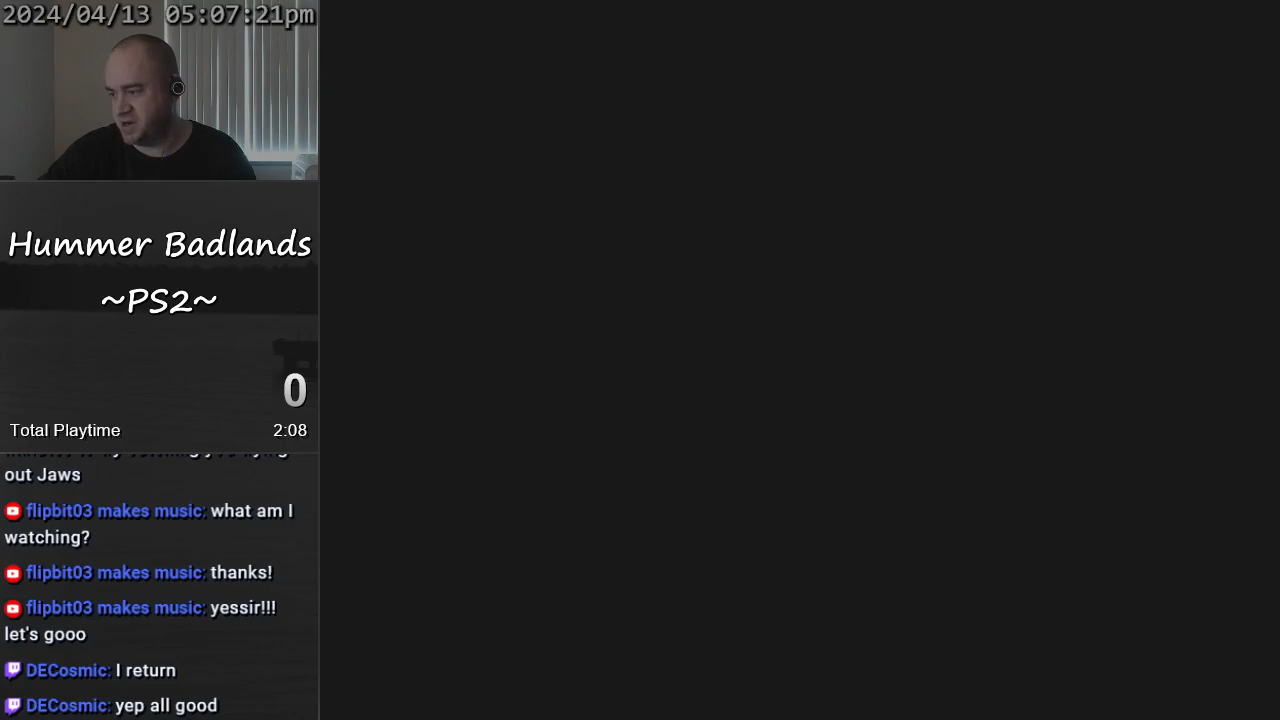 2024/04/13 05:07:21pm
Hummer Badlands
~PS2~
0
Total Playtime 2:08
out Jaws
flipbit03 makes music: what am I
watching?
flipbit03 makes music: thanks!
flipbit03 makes music: yessir!!!
let's gooo
DECosmic: I return
DECosmic: yep all good